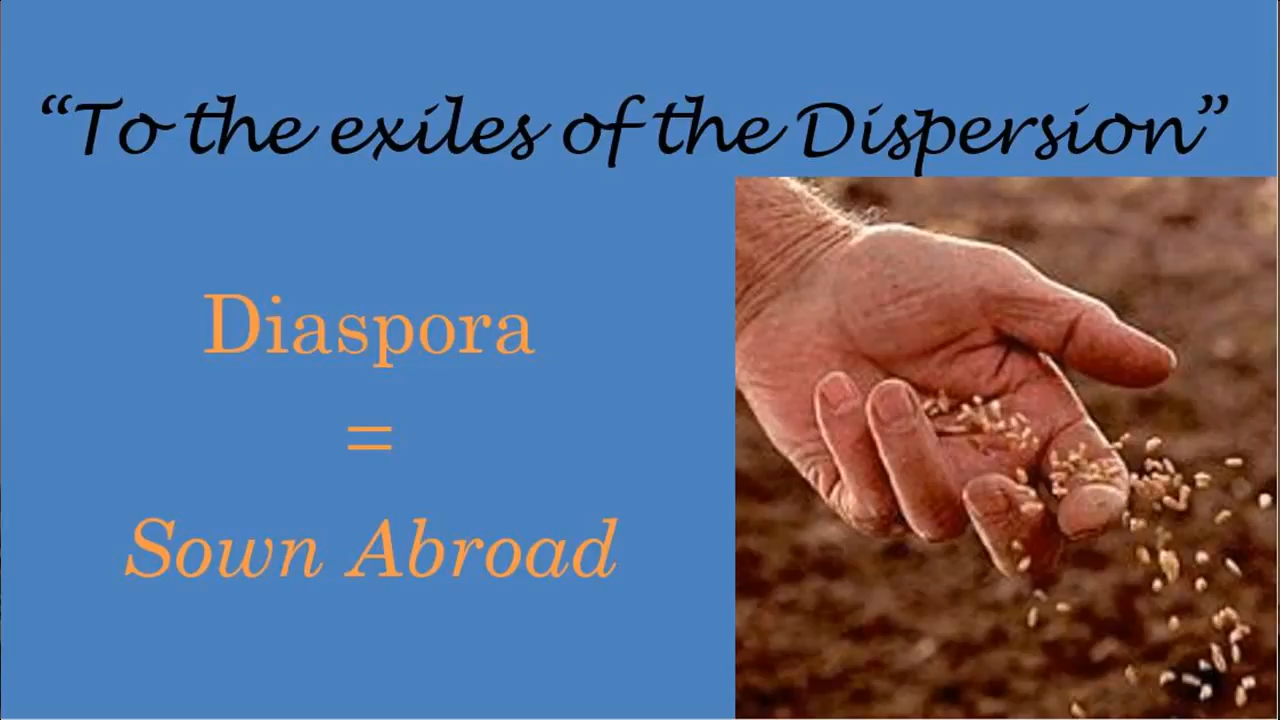 “To the exiles of the Dispersion”
Diaspora
=
Sown Abroad